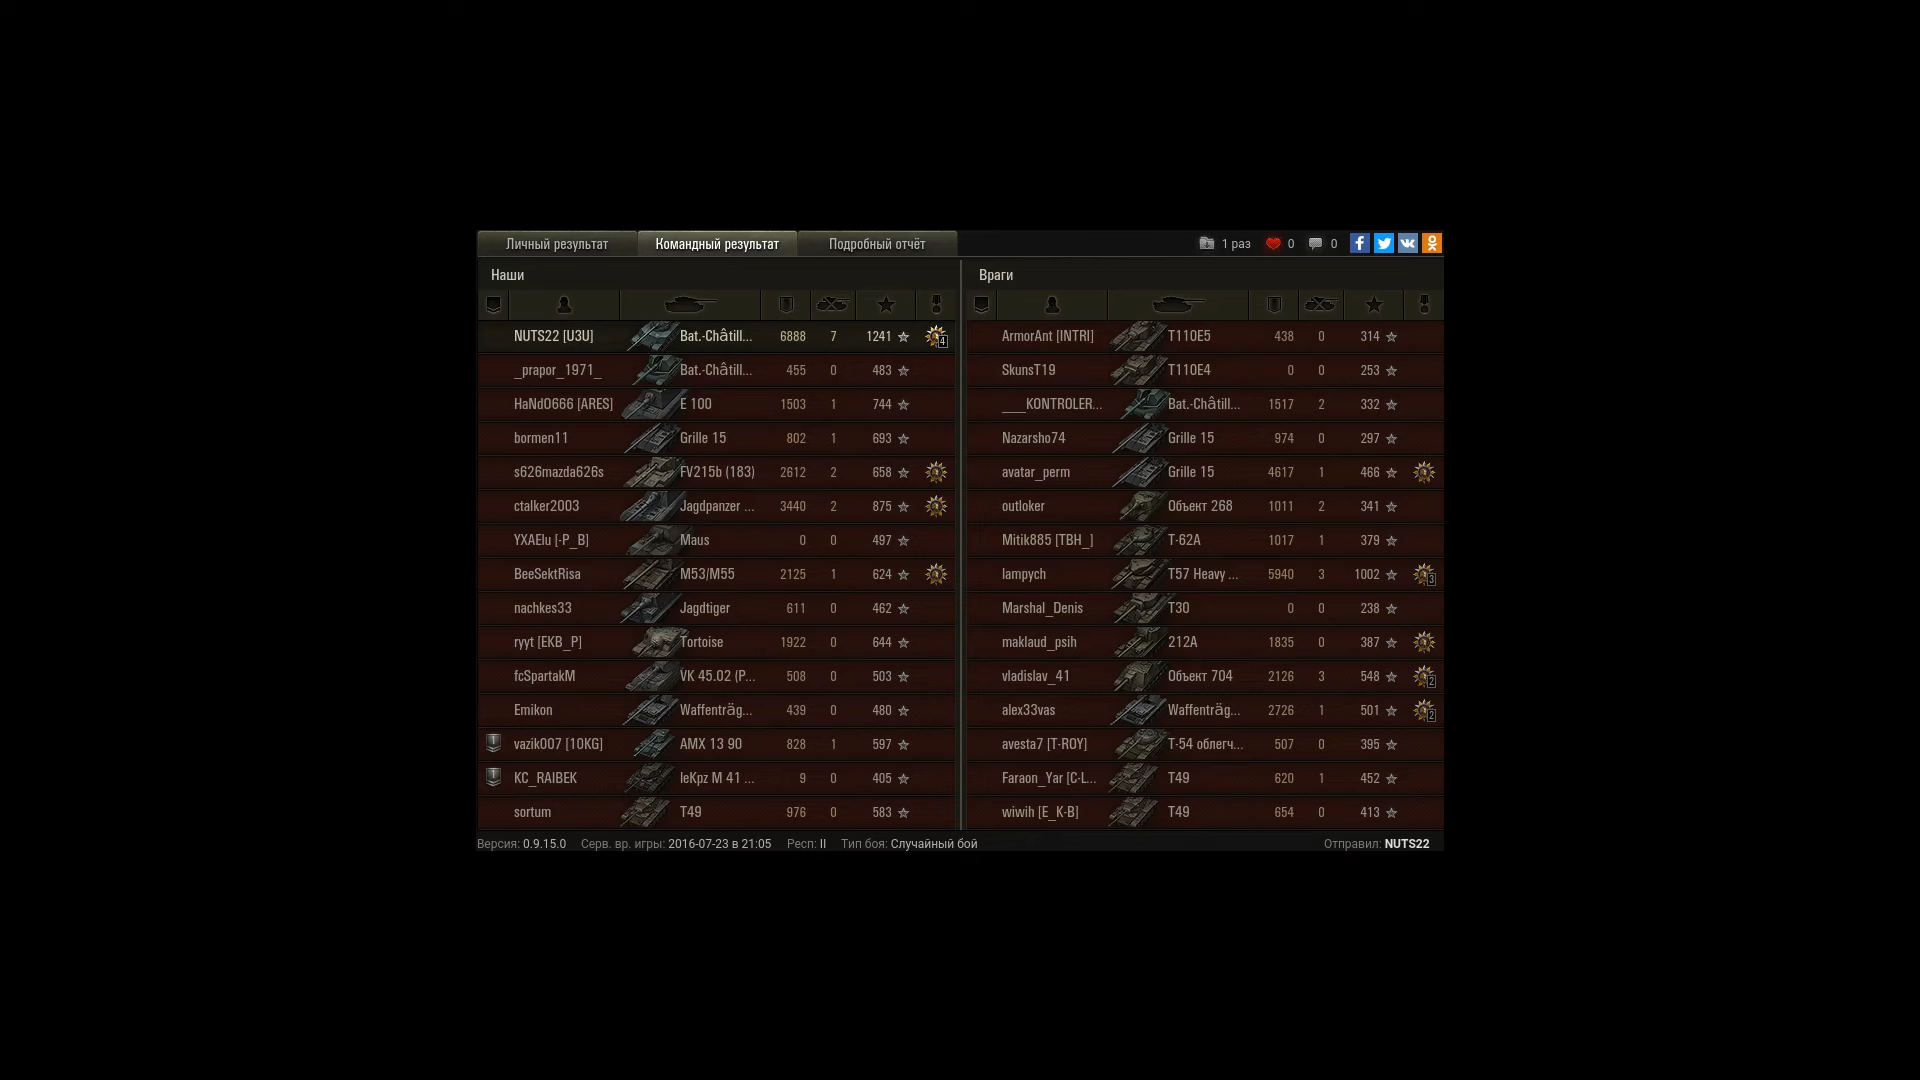 Личный результат Командный результат Подробный отчёт 1 раз 0 0
Наши Враги
NUTS22 [U3U] Bat.-Châtill... 6888 7 1241 4 ArmorAnt [INTRI] T110E5 438 0 314
_prapor_1971_ Bat.-Châtill... 455 0 483 SkunsT19 T110E4 0 0 253
HaNdO666 [ARES] E 100 1503 1 744 ___KONTROLER... Bat.-Châtill... 1517 2 332
bormen11 Grille 15 802 1 693 Nazarsho74 Grille 15 974 0 297
s626mazda626s FV215b (183) 2612 2 658 avatar_perm Grille 15 4617 1 466
ctalker2003 Jagdpanzer ... 3440 2 875 outloker Объект 268 1011 2 341
YXAElu [-P_B] Maus 0 0 497 Mitik885 [TBH_] Т-62А 1017 1 379
BeeSektRisa M53/M55 2125 1 624 lampych T57 Heavy ... 5940 3 1002 3
nachkes33 Jagdtiger 611 0 462 Marshal_Denis T30 0 0 238
ryyt [EKB_P] Tortoise 1922 0 644 maklaud_psih 212А 1835 0 387
fcSpartakM VK 45.02 (P... 508 0 503 vladislav_41 Объект 704 2126 3 548 2
Emikon Waffenträg... 439 0 480 alex33vas Waffenträg... 2726 1 501 2
1 vazik007 [10KG] AMX 13 90 828 1 597 avesta7 [T-ROY] Т-54 облегч... 507 0 395
1 KC_RAIBEK leKpz M 41 ... 9 0 405 Faraon_Yar [C-L... T49 620 1 452
sortum T49 976 0 583 wiwih [E_K-B] T49 654 0 413
Версия: 0.9.15.0 Серв. вр. игры: 2016-07-23 в 21:05 Респ: II Тип боя: Случайный бой Отправил: NUTS22